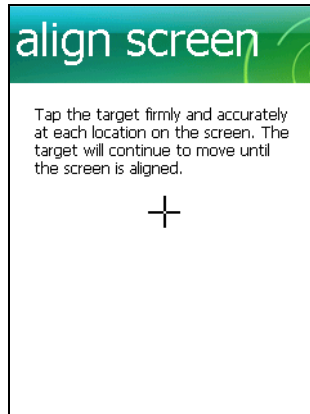 align screen
Tap the target firmly and accurately
at each location on the screen. The
target will continue to move until
the screen is aligned.